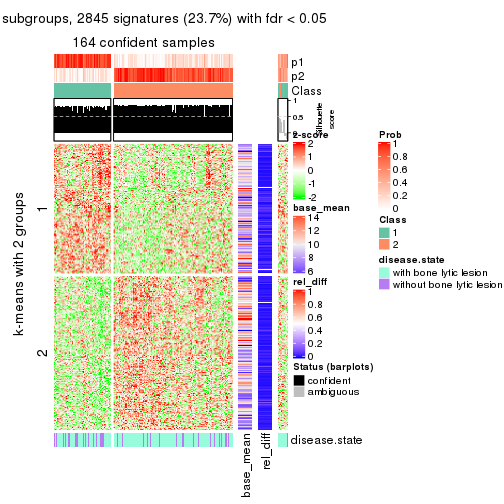 subgroups, 2845 signatures (23.7%) with fdr < 0.05
164 confident samples
p1
p2
Class
1
0.5
0
Silhouette
score
z-score
2
1
0
-1
-2
base_mean
14
12
10
8
6
rel_diff
1
0.8
0.6
0.4
0.2
0
Status (barplots)
confident
ambiguous
Prob
1
0.8
0.6
0.4
0.2
0
Class
1
2
disease.state
with bone lytic lesion
without bone lytic lesion
k-means with 2 groups
1
2
disease.state
base_mean
rel_diff